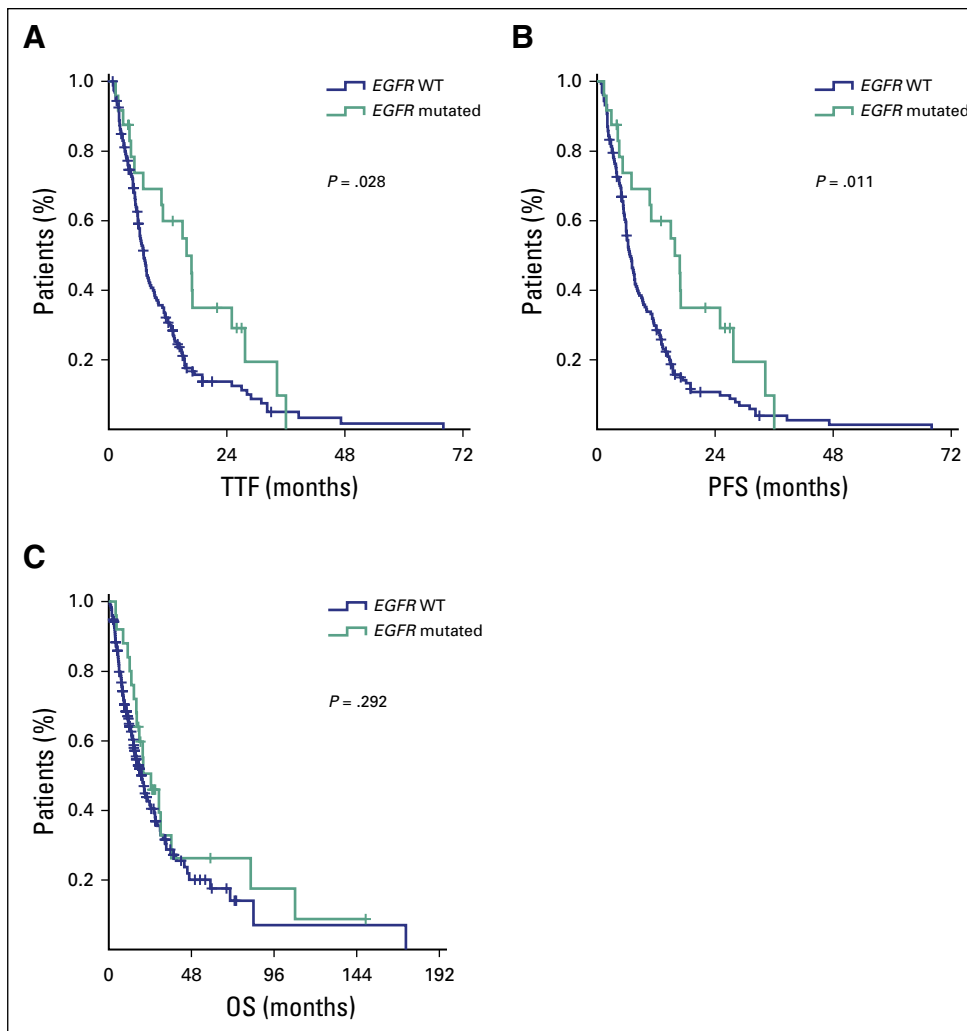 A
EGFR WT
EGFR mutated
P = .028
1.0
0.8
0.6
0.4
0.2
Patients (%)
0
24
48
72
TTF (months)
B
EGFR WT
EGFR mutated
P = .011
1.0
0.8
0.6
0.4
0.2
Patients (%)
0
24
48
72
PFS (months)
C
EGFR WT
EGFR mutated
P = .292
1.0
0.8
0.6
0.4
0.2
Patients (%)
0
48
96
144
192
OS (months)